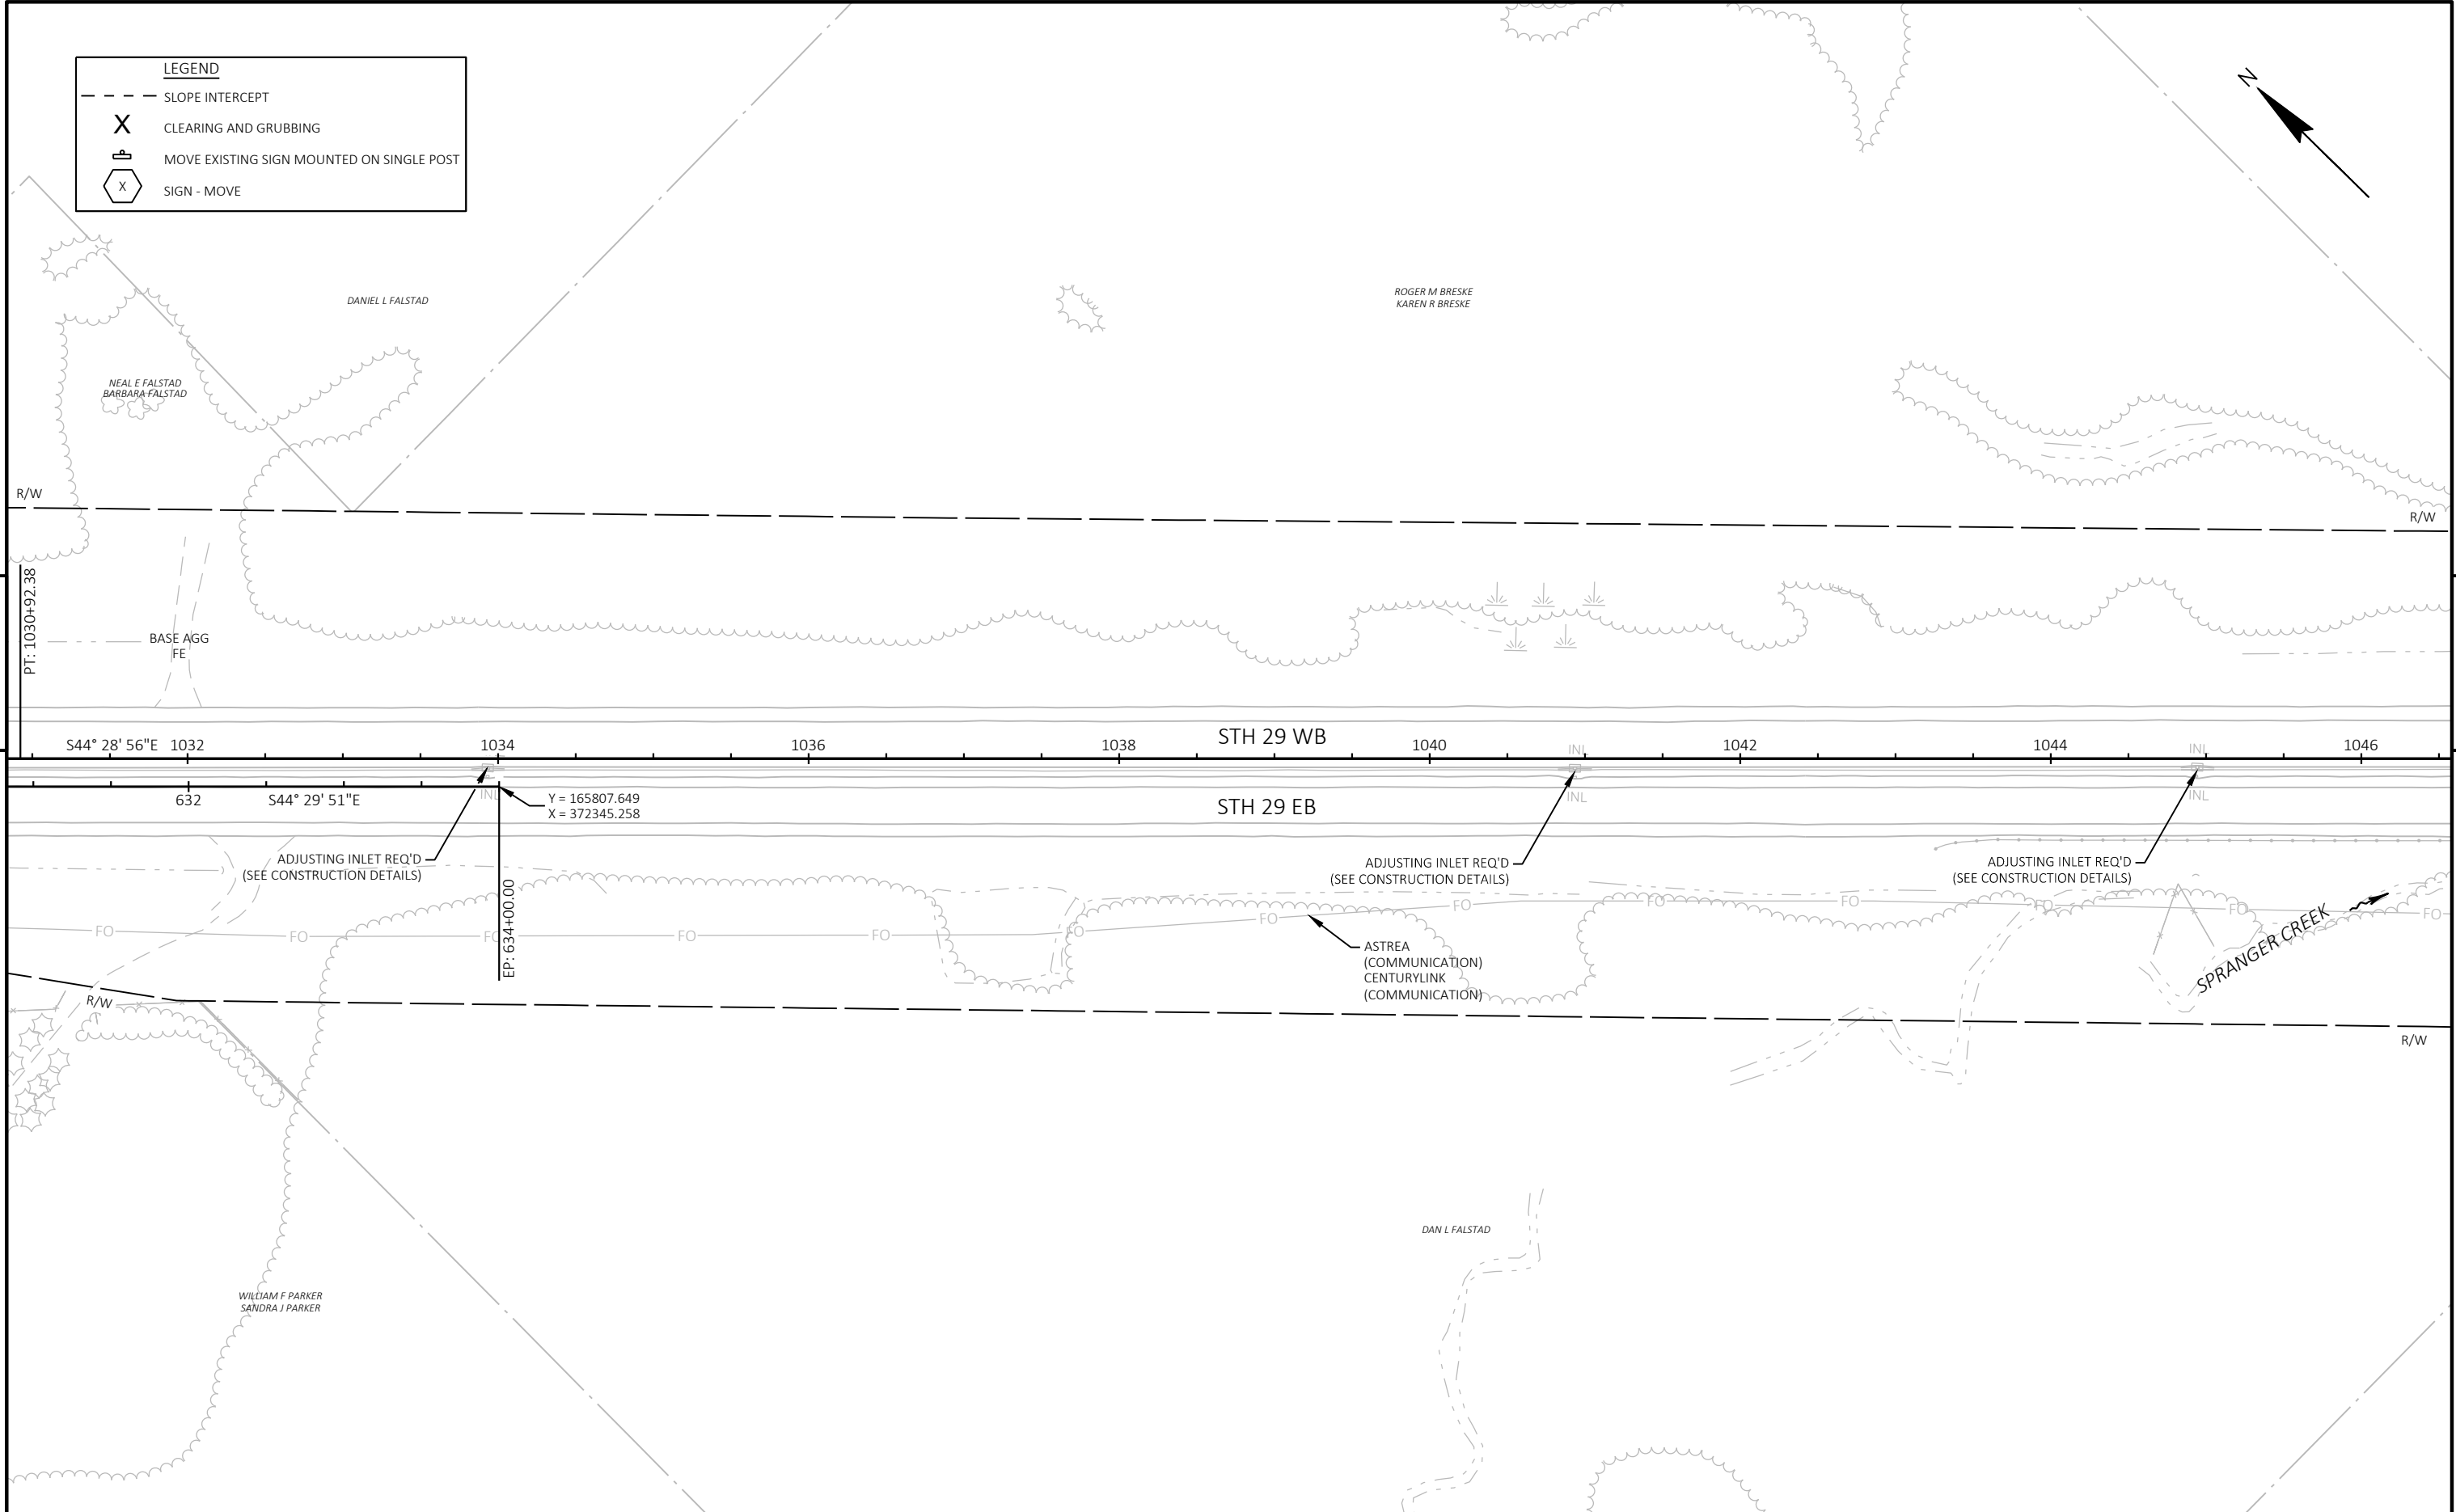 LEGEND
SLOPE INTERCEPT
X CLEARING AND GRUBBING
MOVE EXISTING SIGN MOUNTED ON SINGLE POST
X SIGN - MOVE
N
DANIEL L FALSTAD
ROGER M BRESKE
KAREN R BRESKE
NEAL E FALSTAD
BARBARA FALSTAD
R/W
R/W
PT: 1030+92.38
BASE AGG
FE
STH 29 WB
S44° 28' 56"E 1032 1034 1036 1038 1040 1042 1044 1046
INL INL
632 S44° 29' 51"E
INL INL INL
Y = 165807.649
X = 372345.258
STH 29 EB
ADJUSTING INLET REQ'D
(SEE CONSTRUCTION DETAILS)
ADJUSTING INLET REQ'D
(SEE CONSTRUCTION DETAILS)
ADJUSTING INLET REQ'D
(SEE CONSTRUCTION DETAILS)
EP: 634+00.00
FO FO FO FO FO FO FO FO FO FO FO FO FO
ASTREA
(COMMUNICATION)
CENTURYLINK
(COMMUNICATION)
SPRANGER CREEK
R/W
R/W
DAN L FALSTAD
WILLIAM F PARKER
SANDRA J PARKER